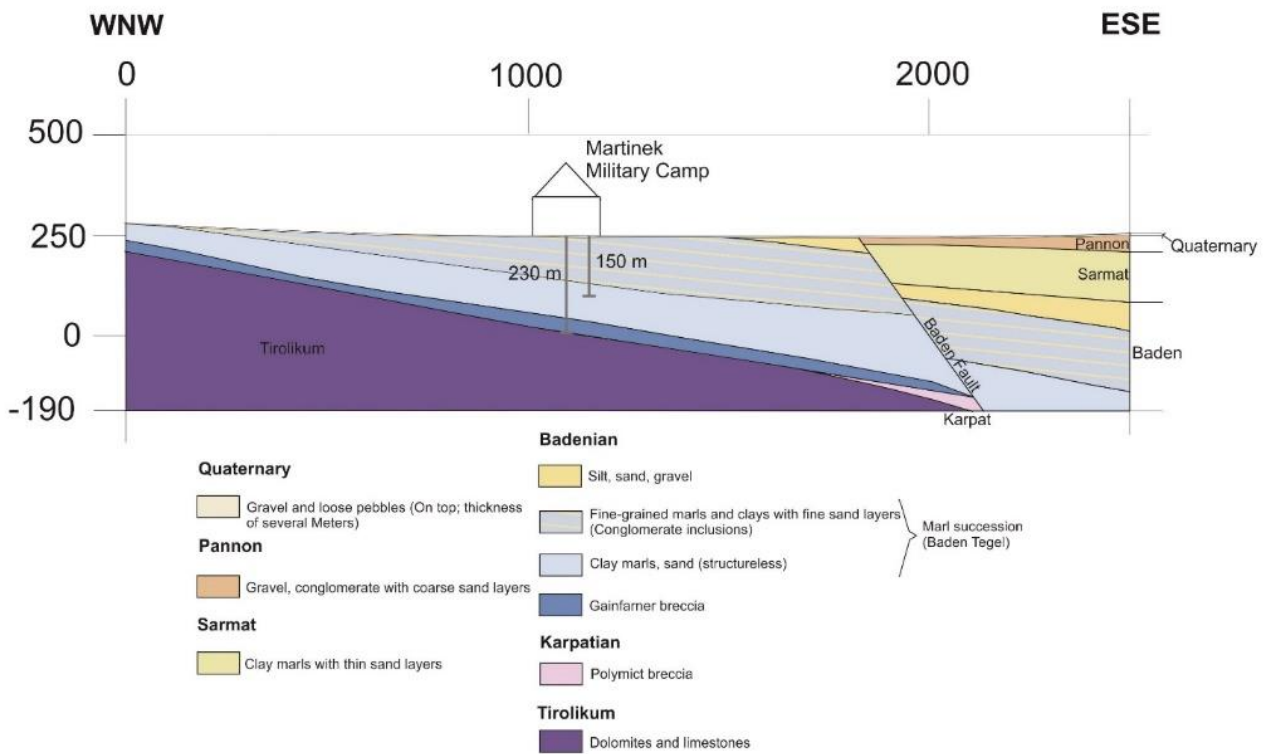 WNW
ESE
0
1000
2000
500
Martinek
Military Camp
250
Pannon
Quaternary
230 m
150 m
Sarmat
0
Tirolikum
Baden Fault
Baden
-190
Karpat
Badenian
Quaternary
Silt, sand, gravel
Gravel and loose pebbles (On top; thickness
of several Meters)
Fine-grained marls and clays with fine sand layers
(Conglomerate inclusions)
Marl succession
(Baden Tegel)
Pannon
Clay marls, sand (structureless)
Gravel, conglomerate with coarse sand layers
Gainfarner breccia
Sarmat
Karpatian
Clay marls with thin sand layers
Polymict breccia
Tirolikum
Dolomites and limestones